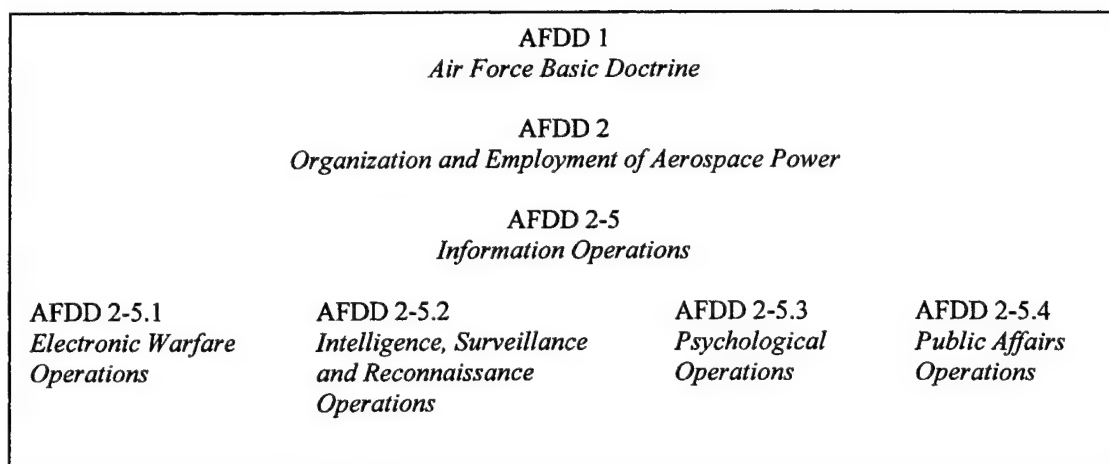 AFDD 1
Air Force Basic Doctrine
AFDD 2
Organization and Employment of Aerospace Power
AFDD 2-5
Information Operations
AFDD 2-5.1
Electronic Warfare
Operations
AFDD 2-5.2
Intelligence, Surveillance
and Reconnaissance
Operations
AFDD 2-5.3
Psychological
Operations
AFDD 2-5.4
Public Affairs
Operations